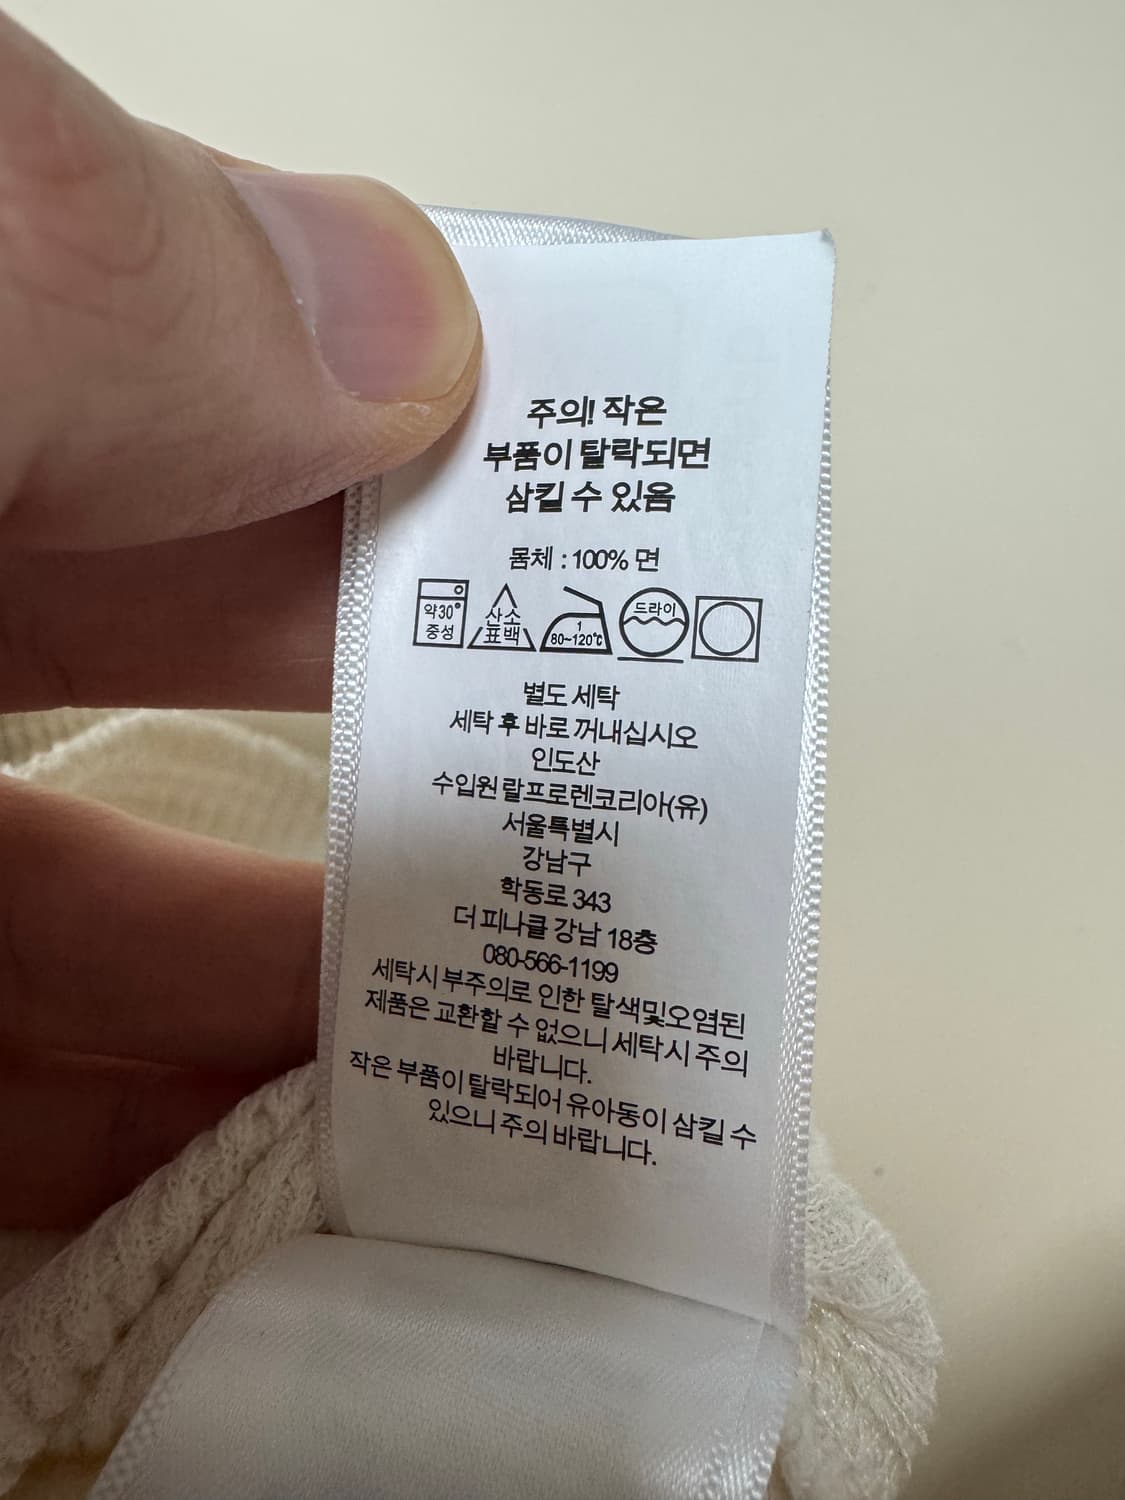 주의! 작은
부품이 탈락되면
삼킬 수 있음
몸체 : 100% 면
약30° 중성
산소 표백
1 80~120℃
드라이
별도 세탁
세탁 후 바로 꺼내십시오
인도산
수입원 랄프로렌코리아(유)
서울특별시
강남구
학동로 343
더 피나클 강남 18층
080-566-1199
세탁시 부주의로 인한 탈색및오염된
제품은 교환할 수 없으니 세탁시 주의
바랍니다.
작은 부품이 탈락되어 유아동이 삼킬 수
있으니 주의 바랍니다.